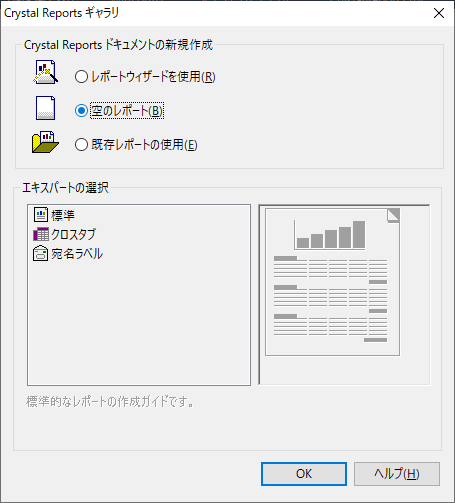 Crystal Reports ギャラリ
Crystal Reports ドキュメントの新規作成
レポートウィザードを使用(R)
空のレポート(B)
既存レポートの使用(E)
エキスパートの選択
標準
クロスタブ
宛名ラベル
標準的なレポートの作成ガイドです。
OK
ヘルプ(H)